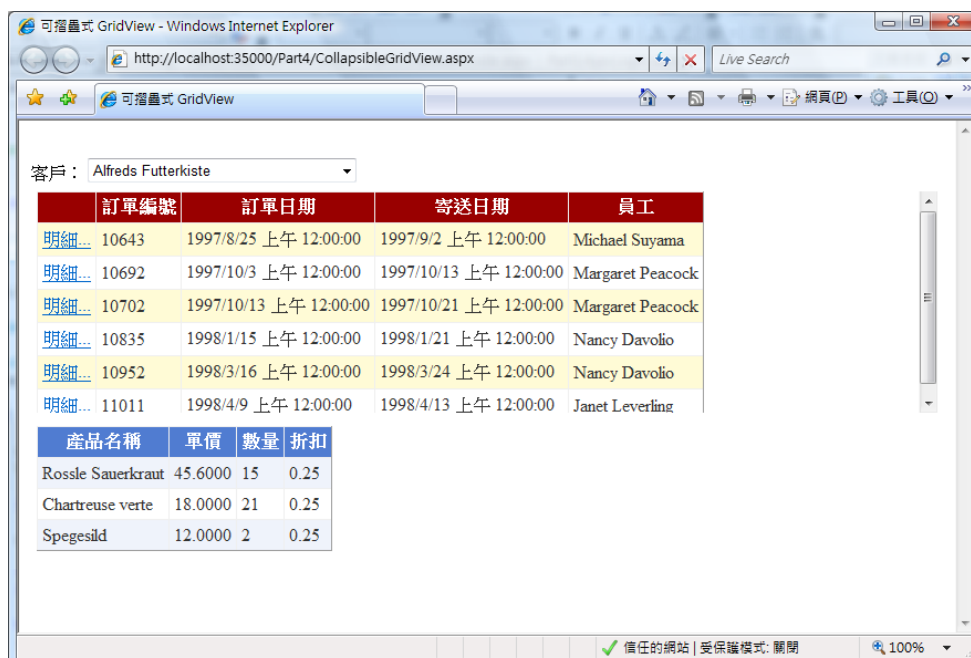 可摺疊式 GridView - Windows Internet Explorer
http://localhost:35000/Part4/CollapsibleGridView.aspx
Live Search
可摺疊式 GridView
網頁(P)
工具(O)
客戶： Alfreds Futterkiste
訂單編號 訂單日期 寄送日期 員工
明細... 10643 1997/8/25 上午 12:00:00 1997/9/2 上午 12:00:00 Michael Suyama
明細... 10692 1997/10/3 上午 12:00:00 1997/10/13 上午 12:00:00 Margaret Peacock
明細... 10702 1997/10/13 上午 12:00:00 1997/10/21 上午 12:00:00 Margaret Peacock
明細... 10835 1998/1/15 上午 12:00:00 1998/1/21 上午 12:00:00 Nancy Davolio
明細... 10952 1998/3/16 上午 12:00:00 1998/3/24 上午 12:00:00 Nancy Davolio
明細... 11011 1998/4/9 上午 12:00:00 1998/4/13 上午 12:00:00 Janet Leverling
產品名稱 單價 數量 折扣
Rossle Sauerkraut 45.6000 15 0.25
Chartreuse verte 18.0000 21 0.25
Spegesild 12.0000 2 0.25
信任的網站 | 受保護模式: 關閉
100%